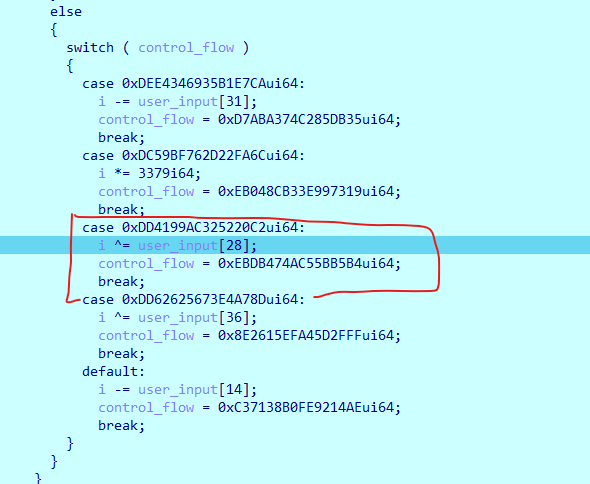 else
{
switch ( control_flow )
{
case 0xDEE4346935B1E7CAui64:
i -= user_input[31];
control_flow = 0xD7ABA374C285DB35ui64;
break;
case 0xDC59BF762D22FA6Cui64:
i *= 3379i64;
control_flow = 0xEB048CB33E997319ui64;
break;
case 0xDD4199AC325220C2ui64:
i ^= user_input[28];
control_flow = 0xEBDB474AC55BB5B4ui64;
break;
case 0xDD62625673E4A78Dui64:
i ^= user_input[36];
control_flow = 0x8E2615EFA45D2FFFui64;
break;
default:
i -= user_input[14];
control_flow = 0xC37138B0FE9214AEui64;
break;
}
}
}